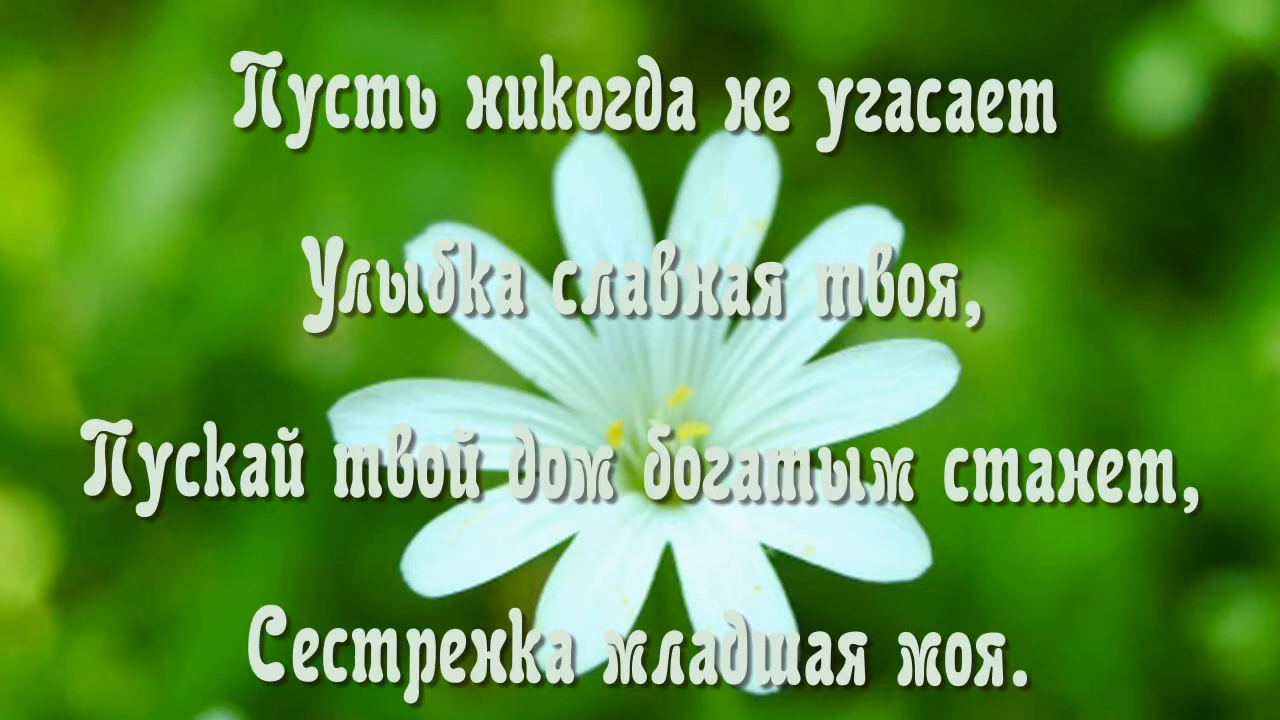 Пусть никогда не угасает
Улыбка славная твоя,
Пускай твой дом богатым станет,
Сестренка младшая моя.